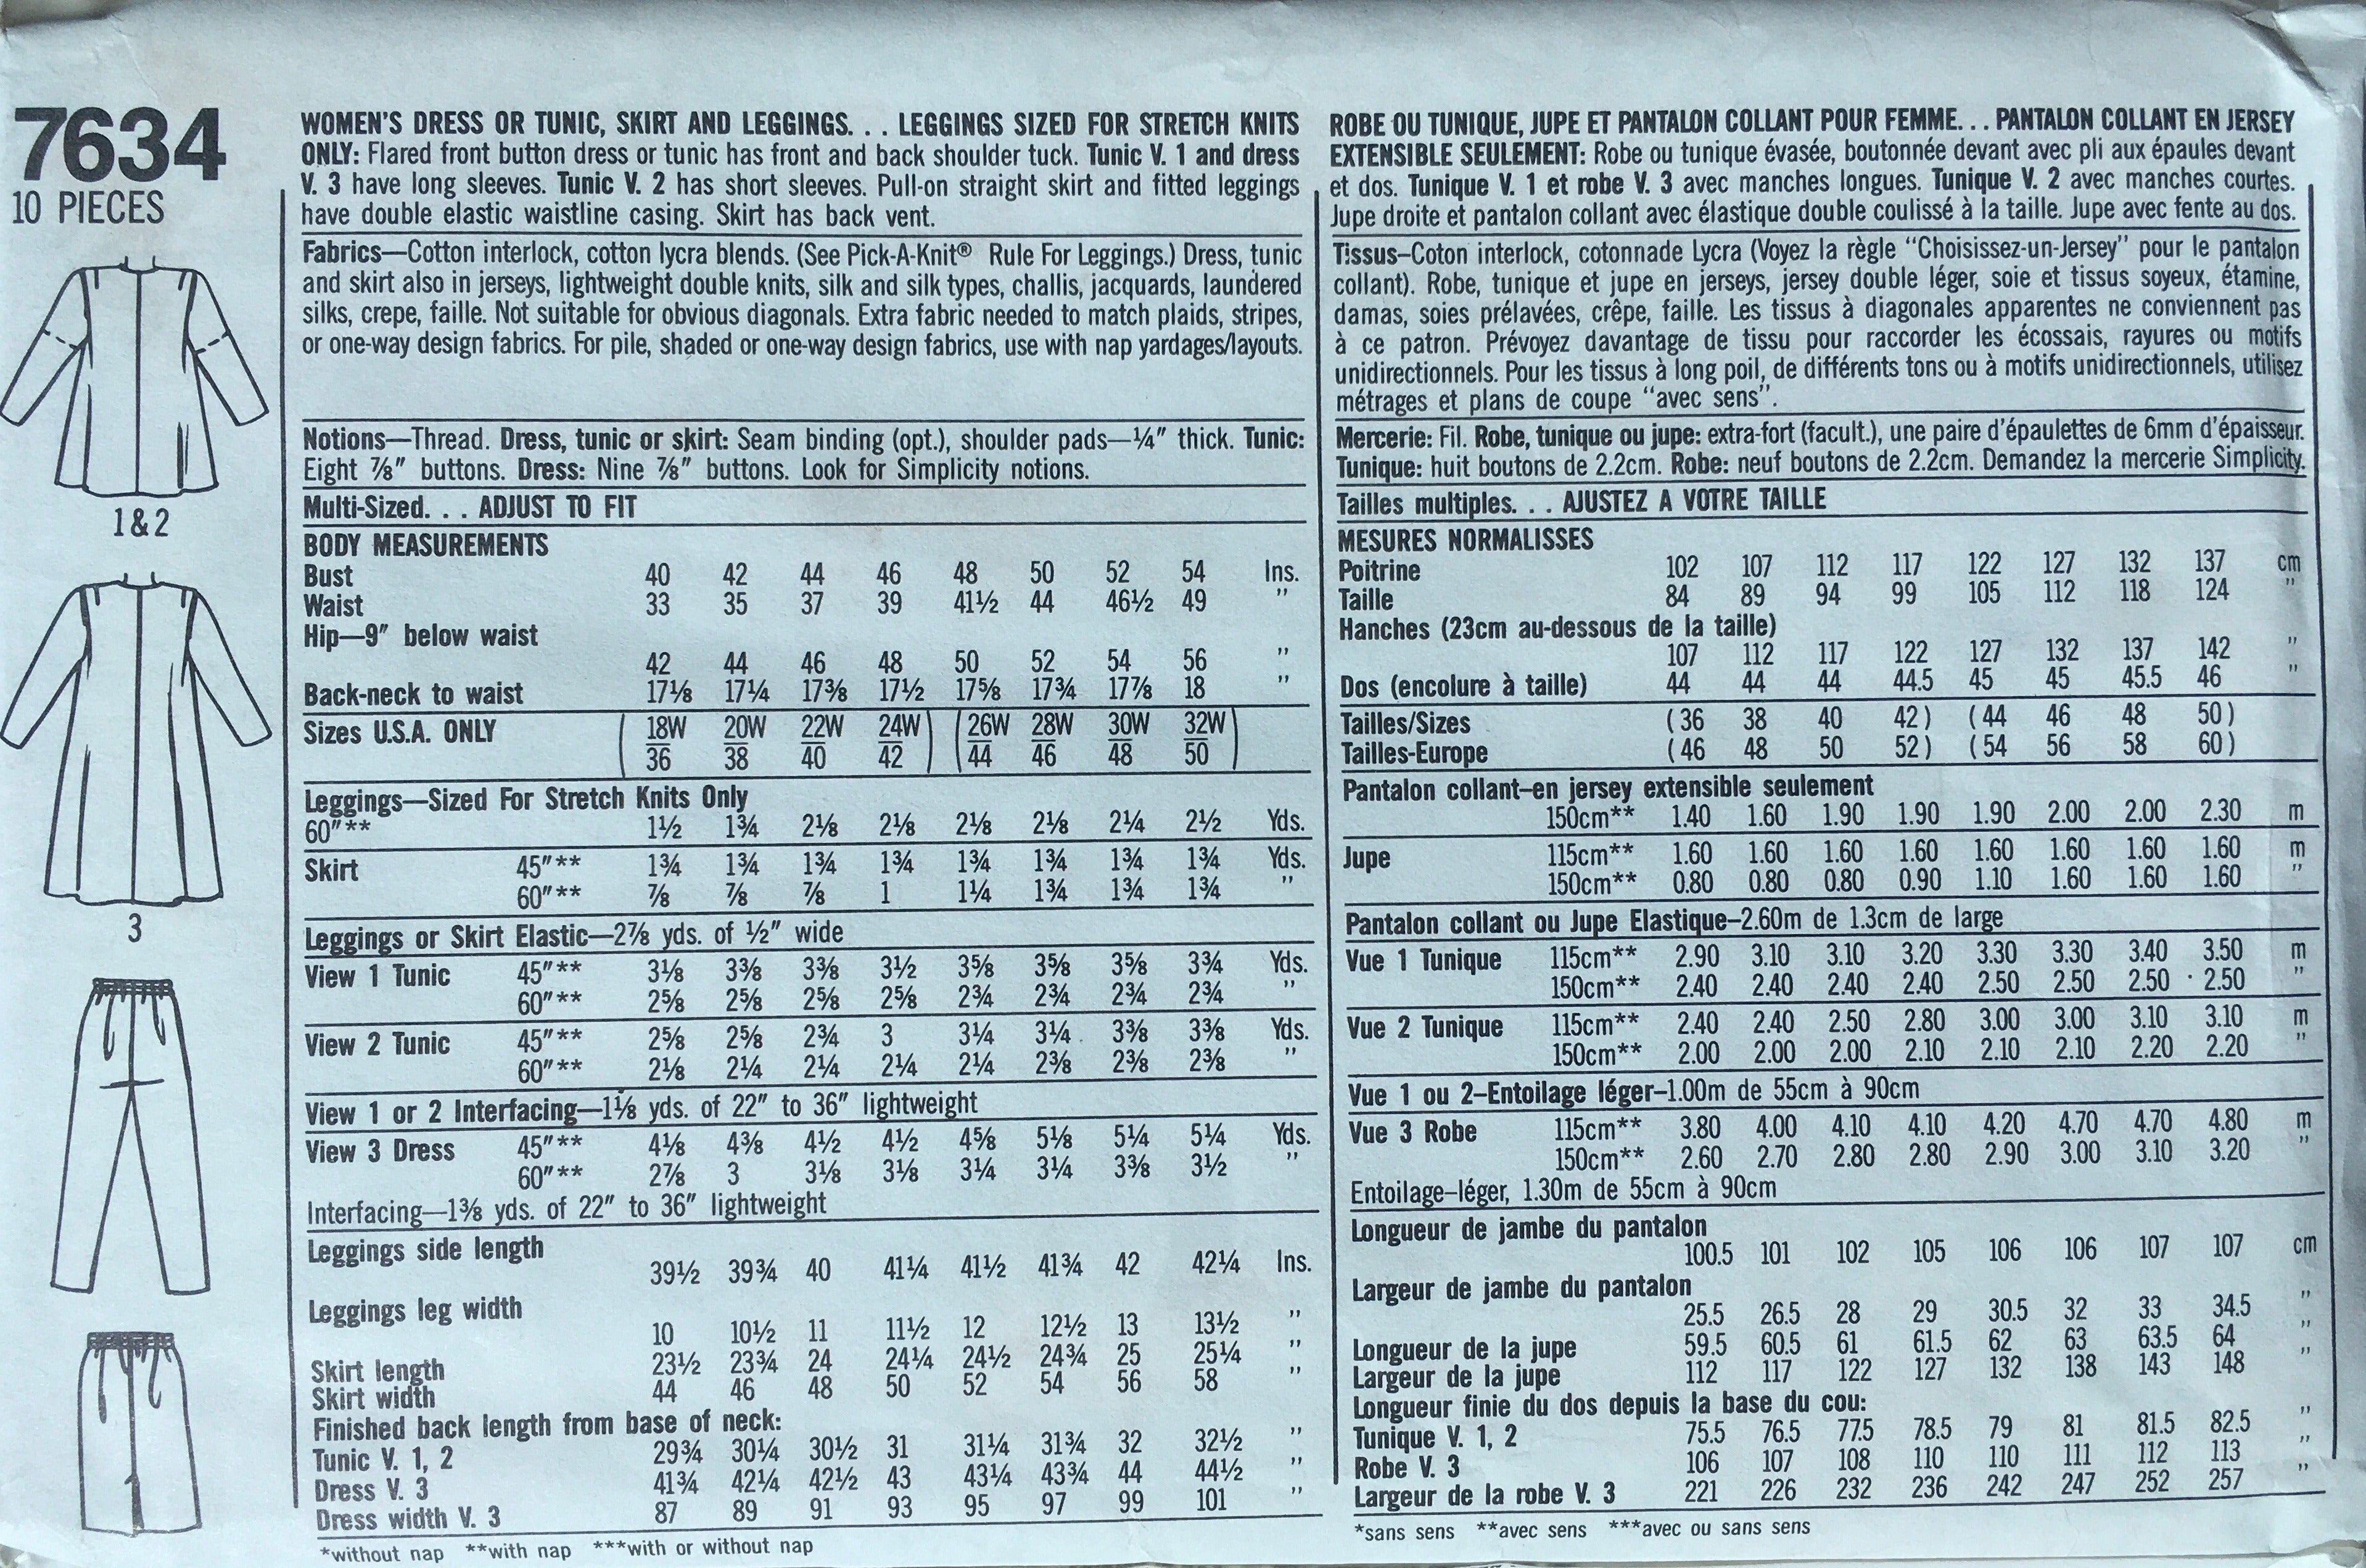 7634
10 PIECES
1&2
3
WOMEN'S DRESS OR TUNIC, SKIRT AND LEGGINGS. . . LEGGINGS SIZED FOR STRETCH KNITS
ONLY: Flared front button dress or tunic has front and back shoulder tuck. Tunic V. 1 and dress
V. 3 have long sleeves. Tunic V. 2 has short sleeves. Pull-on straight skirt and fitted leggings
have double elastic waistline casing. Skirt has back vent.
Fabrics—Cotton interlock, cotton lycra blends. (See Pick-A-Knit® Rule For Leggings.) Dress, tunic
and skirt also in jerseys, lightweight double knits, silk and silk types, challis, jacquards, laundered
silks, crepe, faille. Not suitable for obvious diagonals. Extra fabric needed to match plaids, stripes,
or one-way design fabrics. For pile, shaded or one-way design fabrics, use with nap yardages/layouts.
Notions—Thread. Dress, tunic or skirt: Seam binding (opt.), shoulder pads—¼″ thick. Tunic:
Eight ⅞″ buttons. Dress: Nine ⅞″ buttons. Look for Simplicity notions.
Multi-Sized. . . ADJUST TO FIT
BODY MEASUREMENTS
Bust 40 42 44 46 48 50 52 54 Ins.
Waist 33 35 37 39 41½ 44 46½ 49 ″
Hip—9″ below waist
42 44 46 48 50 52 54 56 ″
Back-neck to waist 17⅛ 17¼ 17⅜ 17½ 17⅝ 17¾ 17⅞ 18 ″
Sizes U.S.A. ONLY (18W 20W 22W 24W) (26W 28W 30W 32W)
36 38 40 42 44 46 48 50
Leggings—Sized For Stretch Knits Only
60″** 1½ 1¾ 2⅛ 2⅛ 2⅛ 2⅛ 2¼ 2½ Yds.
Skirt 45″** 1¾ 1¾ 1¾ 1¾ 1¾ 1¾ 1¾ 1¾ Yds.
60″** ⅞ ⅞ ⅞ 1 1¼ 1¾ 1¾ 1¾ ″
Leggings or Skirt Elastic—2⅞ yds. of ½″ wide
View 1 Tunic 45″** 3⅛ 3⅜ 3⅜ 3½ 3⅝ 3⅝ 3⅝ 3¾ Yds.
60″** 2⅝ 2⅝ 2⅝ 2⅝ 2¾ 2¾ 2¾ 2¾ ″
View 2 Tunic 45″** 2⅝ 2⅝ 2¾ 3 3¼ 3¼ 3⅜ 3⅜ Yds.
60″** 2⅛ 2¼ 2¼ 2¼ 2¼ 2⅜ 2⅜ 2⅜ ″
View 1 or 2 Interfacing—1⅛ yds. of 22″ to 36″ lightweight
View 3 Dress 45″** 4⅛ 4⅜ 4½ 4½ 4⅝ 5⅛ 5¼ 5¼ Yds.
60″** 2⅞ 3 3⅛ 3⅛ 3¼ 3¼ 3⅜ 3½ ″
Interfacing—1⅜ yds. of 22″ to 36″ lightweight
Leggings side length
39½ 39¾ 40 41¼ 41½ 41¾ 42 42¼ Ins.
Leggings leg width
10 10½ 11 11½ 12 12½ 13 13½ ″
Skirt length 23½ 23¾ 24 24¼ 24½ 24¾ 25 25¼ ″
Skirt width 44 46 48 50 52 54 56 58 ″
Finished back length from base of neck:
Tunic V. 1, 2 29¾ 30¼ 30½ 31 31¼ 31¾ 32 32½ ″
Dress V. 3 41¾ 42¼ 42½ 43 43¼ 43¾ 44 44½ ″
Dress width V. 3 87 89 91 93 95 97 99 101 ″
*without nap **with nap ***with or without nap
ROBE OU TUNIQUE, JUPE ET PANTALON COLLANT POUR FEMME. . . PANTALON COLLANT EN JERSEY
EXTENSIBLE SEULEMENT: Robe ou tunique évasée, boutonnée devant avec pli aux épaules devant
et dos. Tunique V. 1 et robe V. 3 avec manches longues. Tunique V. 2 avec manches courtes.
Jupe droite et pantalon collant avec élastique double coulissé à la taille. Jupe avec fente au dos.
Tissus—Coton interlock, cotonnade Lycra (Voyez la règle "Choisissez-un-Jersey" pour le pantalon
collant). Robe, tunique et jupe en jerseys, jersey double léger, soie et tissus soyeux, étamine,
damas, soies prélavées, crêpe, faille. Les tissus à diagonales apparentes ne conviennent pas
à ce patron. Prévoyez davantage de tissu pour raccorder les écossais, rayures ou motifs
unidirectionnels. Pour les tissus à long poil, de différents tons ou à motifs unidirectionnels, utilisez
métrages et plans de coupe "avec sens".
Mercerie: Fil. Robe, tunique ou jupe: extra-fort (facult.), une paire d'épaulettes de 6mm d'épaisseur.
Tunique: huit boutons de 2.2cm. Robe: neuf boutons de 2.2cm. Demandez la mercerie Simplicity.
Tailles multiples. . . AJUSTEZ A VOTRE TAILLE
MESURES NORMALISSES
Poitrine 102 107 112 117 122 127 132 137 cm
Taille 84 89 94 99 105 112 118 124 ″
Hanches (23cm au-dessous de la taille)
107 112 117 122 127 132 137 142 ″
Dos (encolure à taille) 44 44 44 44.5 45 45 45.5 46 ″
Tailles/Sizes (36 38 40 42) (44 46 48 50)
Tailles-Europe (46 48 50 52) (54 56 58 60)
Pantalon collant–en jersey extensible seulement
150cm** 1.40 1.60 1.90 1.90 1.90 2.00 2.00 2.30 m
Jupe 115cm** 1.60 1.60 1.60 1.60 1.60 1.60 1.60 1.60 m
150cm** 0.80 0.80 0.80 0.90 1.10 1.60 1.60 1.60 ″
Pantalon collant ou Jupe Elastique–2.60m de 1.3cm de large
Vue 1 Tunique 115cm** 2.90 3.10 3.10 3.20 3.30 3.30 3.40 3.50 m
150cm** 2.40 2.40 2.40 2.40 2.50 2.50 2.50 2.50 ″
Vue 2 Tunique 115cm** 2.40 2.40 2.50 2.80 3.00 3.00 3.10 3.10 m
150cm** 2.00 2.00 2.00 2.10 2.10 2.10 2.20 2.20 ″
Vue 1 ou 2–Entoilage léger–1.00m de 55cm à 90cm
Vue 3 Robe 115cm** 3.80 4.00 4.10 4.10 4.20 4.70 4.70 4.80 m
150cm** 2.60 2.70 2.80 2.80 2.90 3.00 3.10 3.20 ″
Entoilage–léger, 1.30m de 55cm à 90cm
Longueur de jambe du pantalon
100.5 101 102 105 106 106 107 107 cm
Largeur de jambe du pantalon
25.5 26.5 28 29 30.5 32 33 34.5 ″
Longueur de la jupe 59.5 60.5 61 61.5 62 63 63.5 64 ″
Largeur de la jupe 112 117 122 127 132 138 143 148 ″
Longueur finie du dos depuis la base du cou:
Tunique V. 1, 2 75.5 76.5 77.5 78.5 79 81 81.5 82.5 ″
Robe V. 3 106 107 108 110 110 111 112 113 ″
Largeur de la robe V. 3 221 226 232 236 242 247 252 257 ″
*sans sens **avec sens ***avec ou sans sens